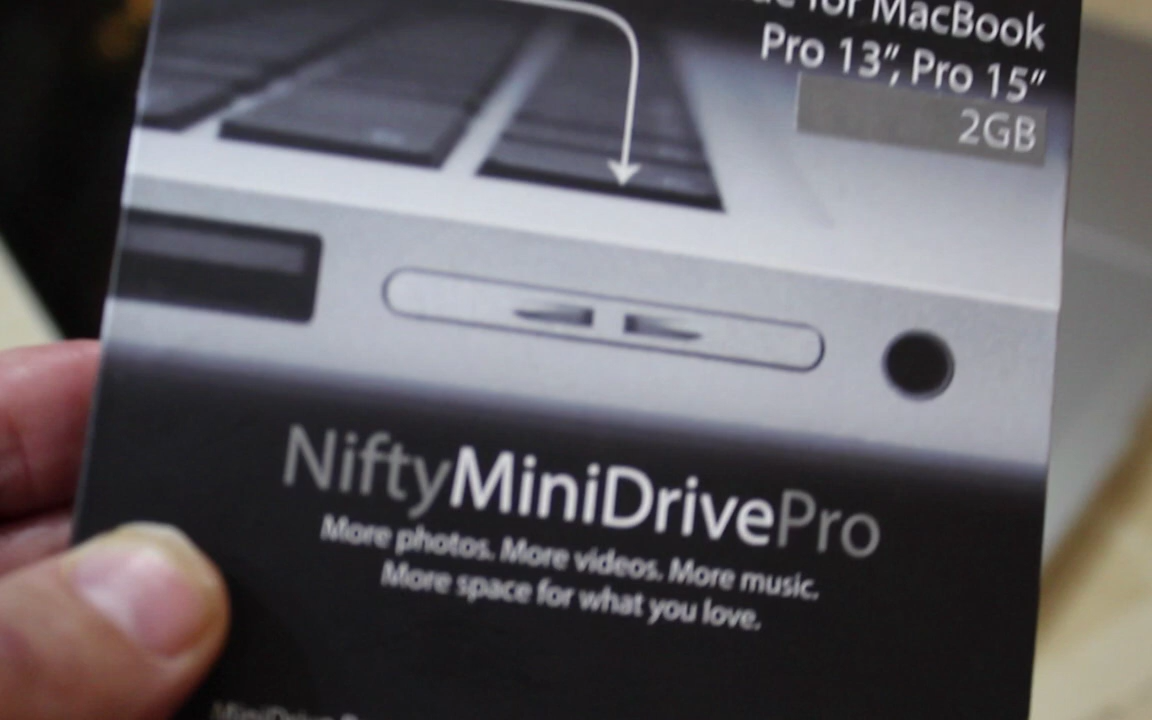 for MacBook
Pro 13", Pro 15"
2GB
NiftyMiniDrivePro
More photos. More videos. More music.
More space for what you love.